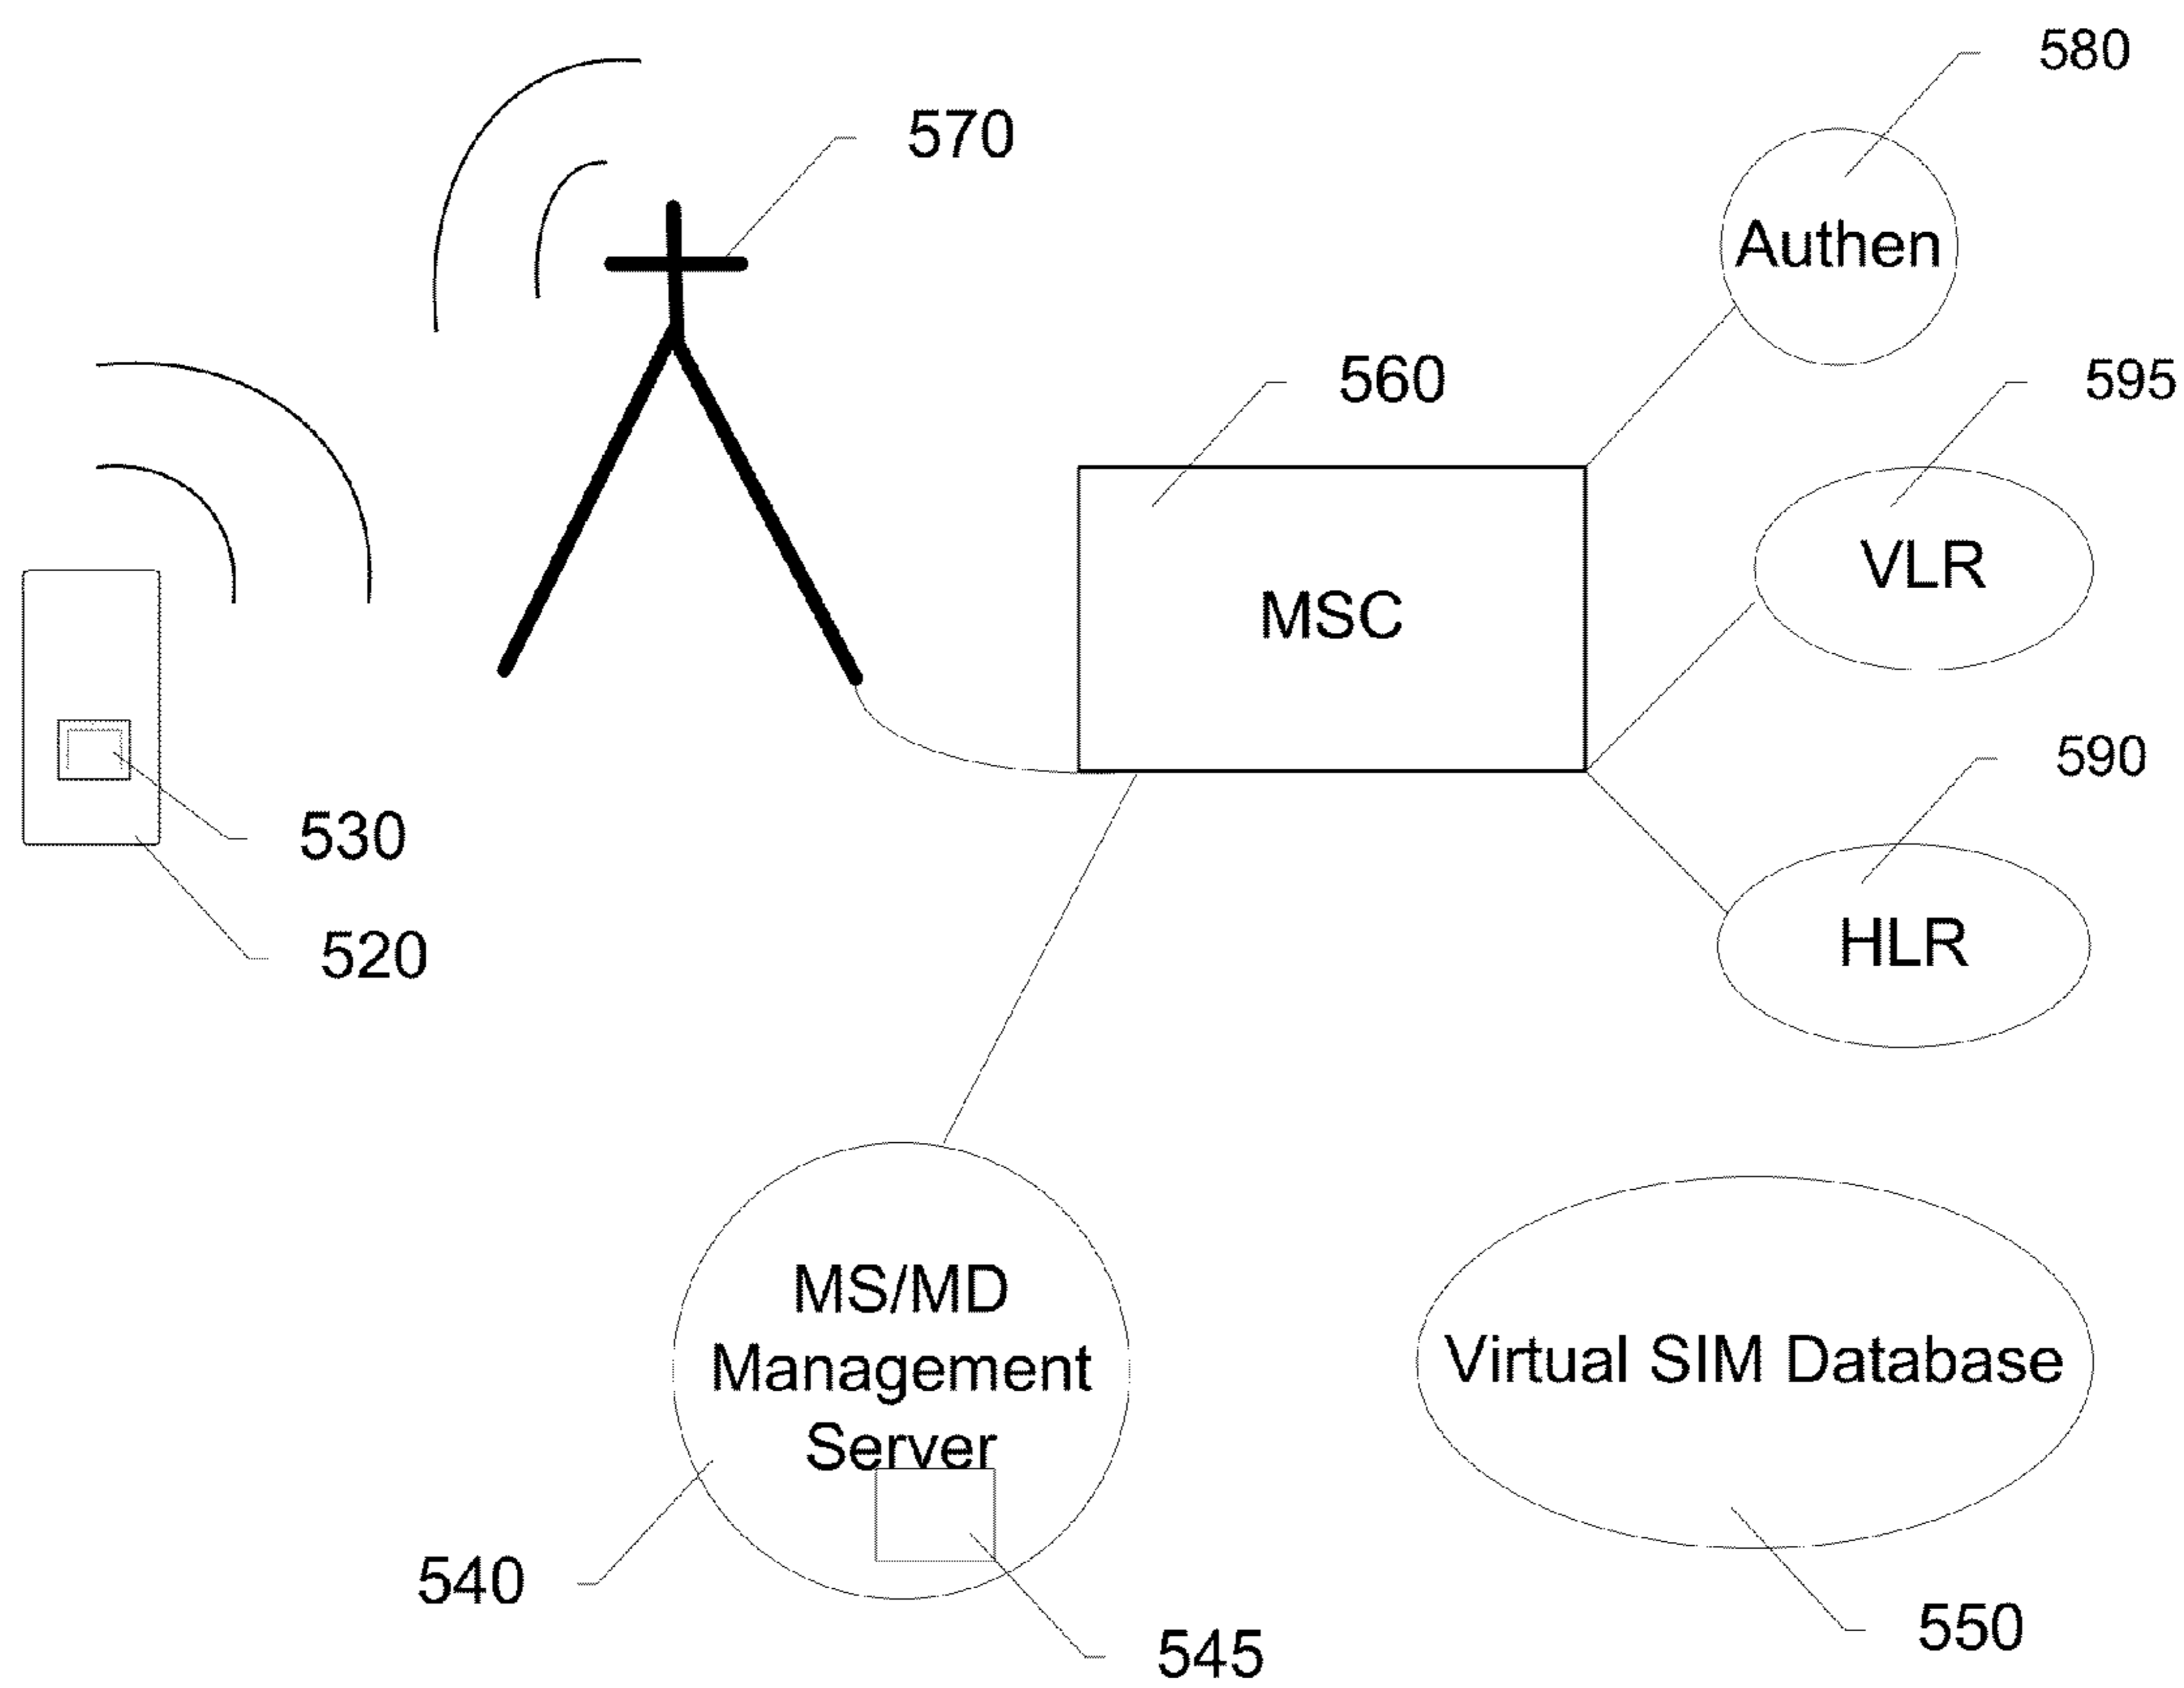 580
570
Authen
560
595
VLR
MSC
590
530
HLR
520
MS/MD
Management
Server
Virtual SIM Database
540
550
545